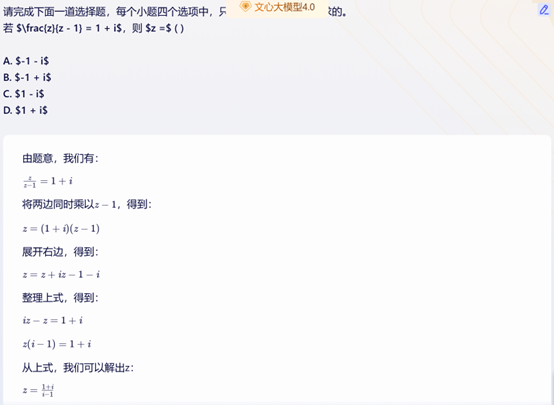 请完成下面一道选择题，每个小题四个选项中，只
文心大模型4.0
求的。
若 $\frac{z}{z - 1} = 1 + i$，则 $z =$ ( )
A. $-1 - i$
B. $-1 + i$
C. $1 - i$
D. $1 + i$
由题意，我们有：
z/(z−1) = 1 + i
将两边同时乘以z − 1，得到：
z = (1 + i)(z − 1)
展开右边，得到：
z = z + iz − 1 − i
整理上式，得到：
iz − z = 1 + i
z(i − 1) = 1 + i
从上式，我们可以解出z：
z = (1+i)/(i−1)